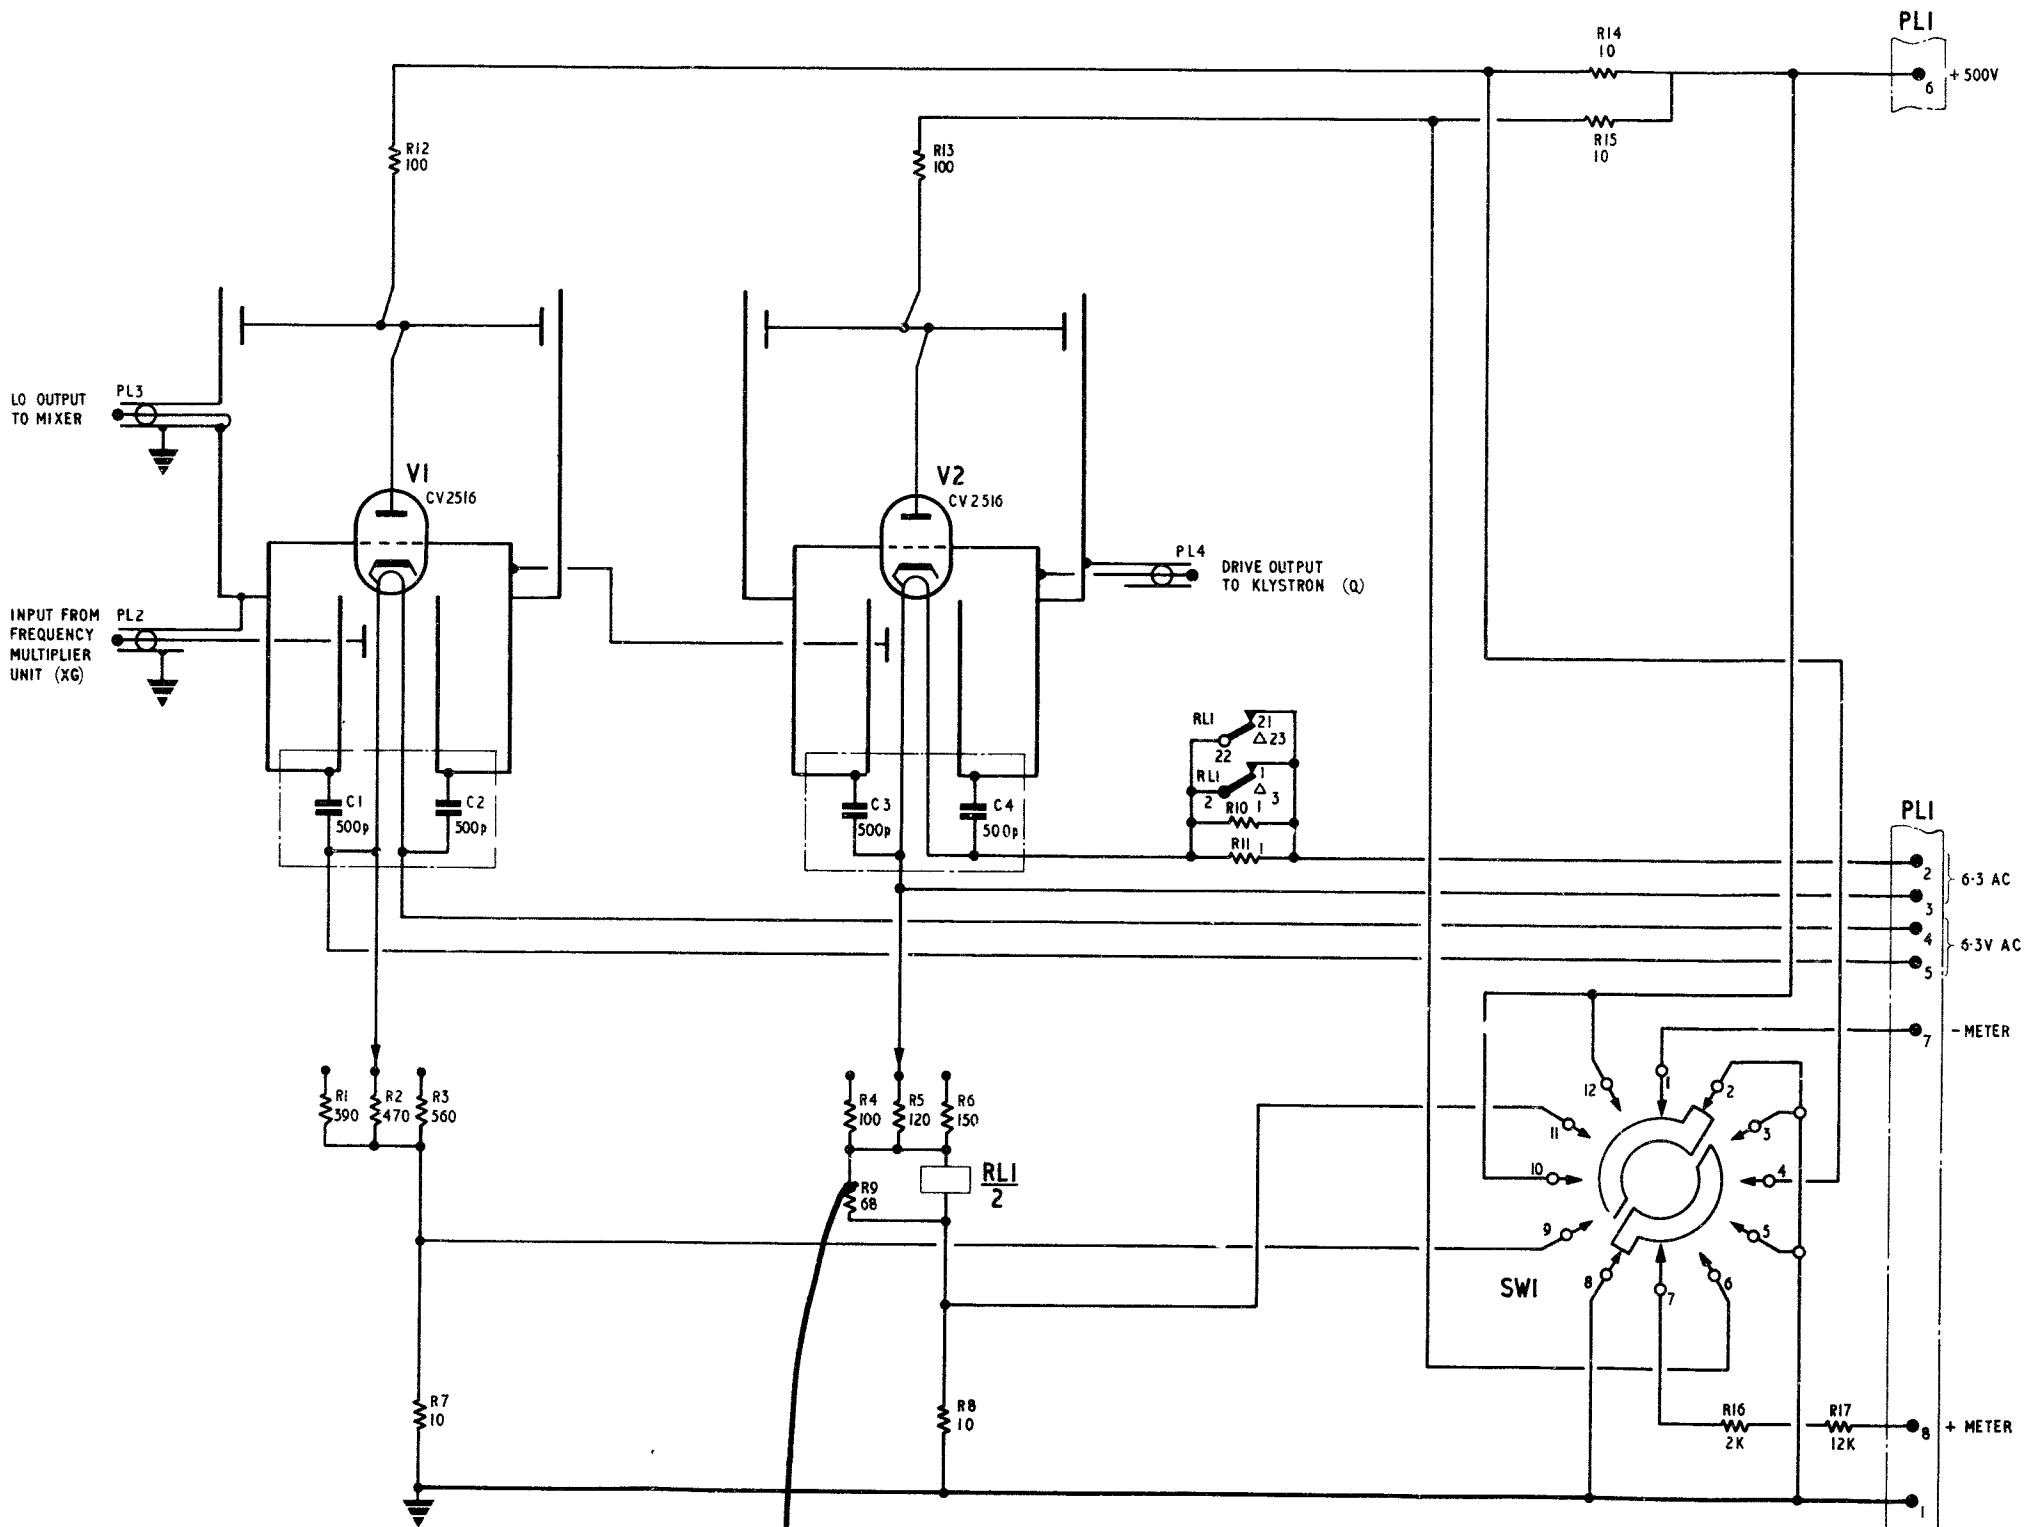 PL1
R14
10
+ 500V
6
R15
10
R12
100
R13
100
LO OUTPUT
TO MIXER
PL3
V1
CV2516
V2
CV2516
PL4
DRIVE OUTPUT
TO KLYSTRON (Q)
INPUT FROM
FREQUENCY
MULTIPLIER
UNIT (XG)
PL2
RL1
21
23
22
RL1
1
2
3
R10 1
R11 1
C1
500p
C2
500p
C3
500p
C4
500p
PL1
2
6·3 AC
3
4
6·3V AC
5
7
- METER
R1
390
R2
470
R3
560
R4
100
R5
120
R6
150
RL1
2
R9
68
12
1
2
11
3
10
4
9
5
8
7
6
SW1
R7
10
R8
10
R16
2K
R17
12K
8
+ METER
1